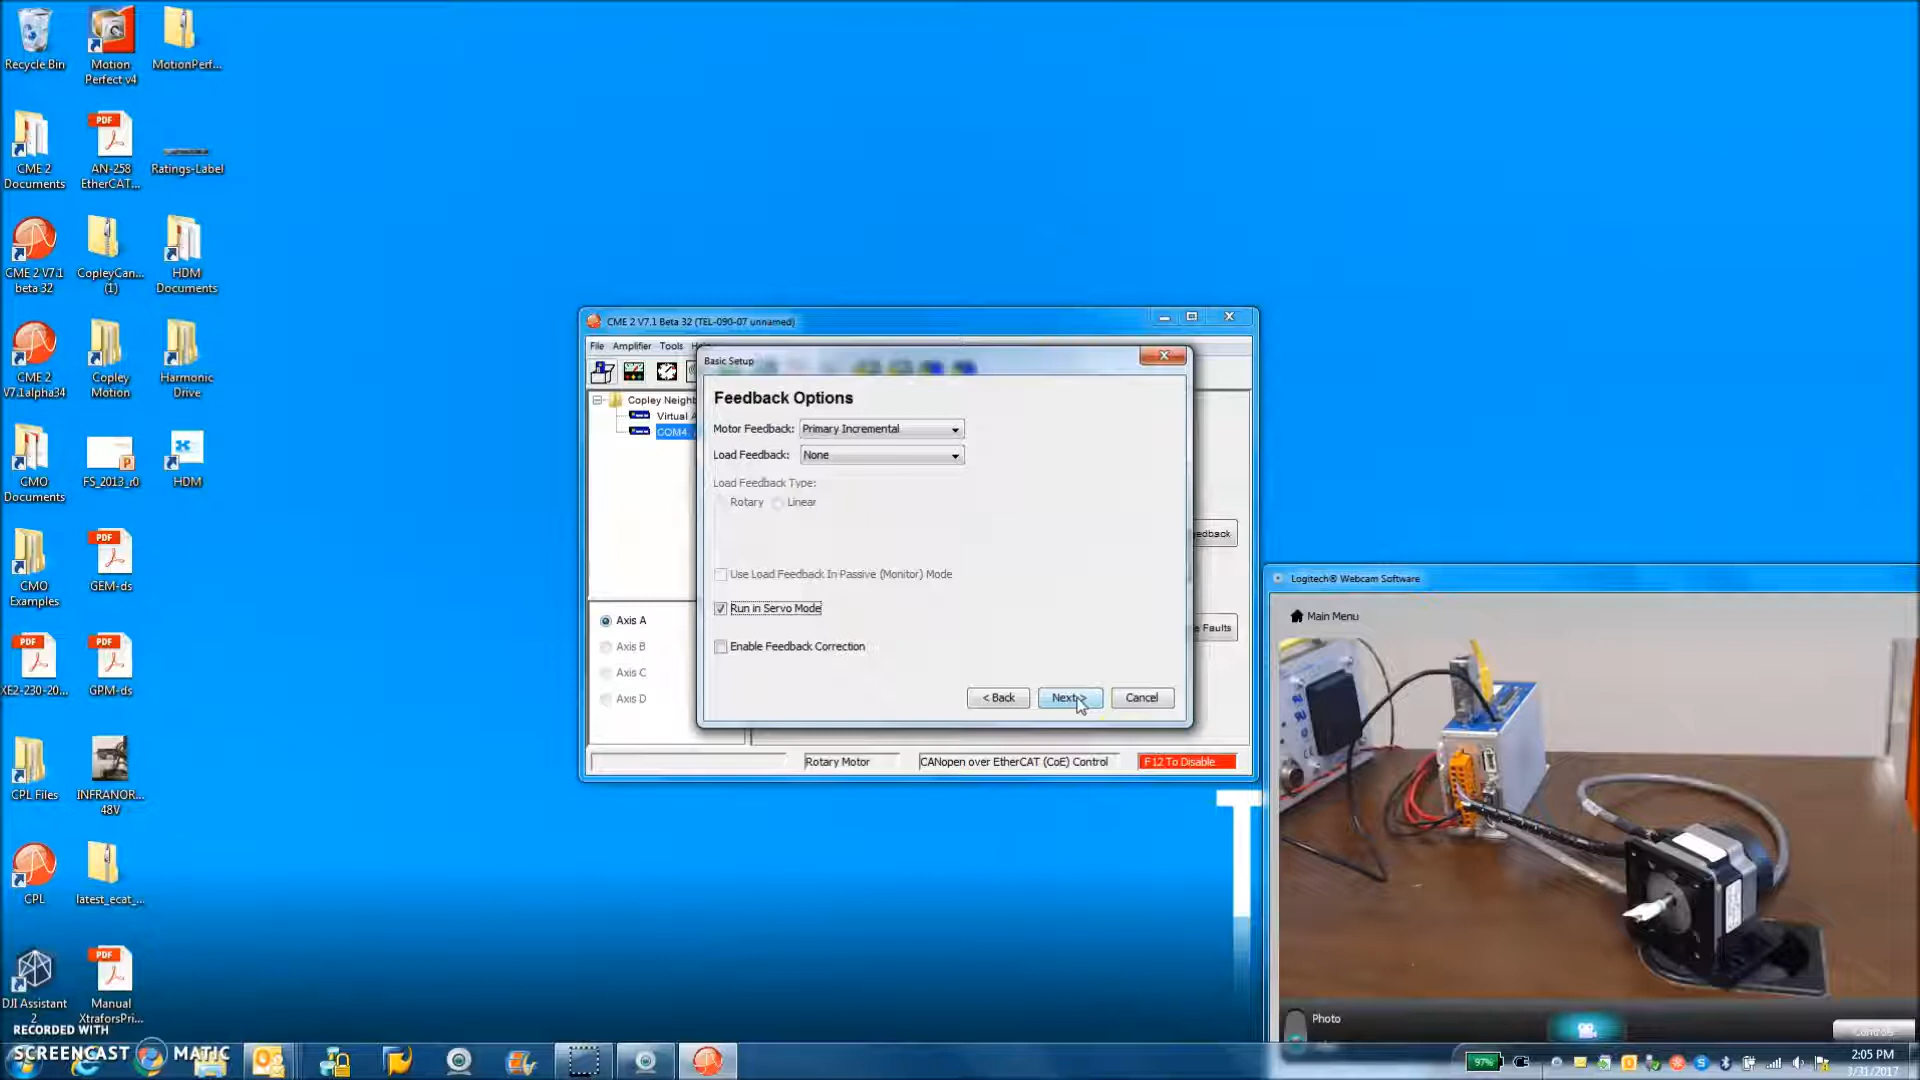 Recycle Bin
Motion
Perfect v4
MotionPerf...
CME 2
Documents
AN-258
EtherCAT...
Ratings-Label
CME 2 V7.1
beta 32
CopleyCan...
(1)
HDM
Documents
CME 2
V7.1alpha34
Copley
Motion
Harmonic
Drive
CMO
Documents
FS_2013_r0
HDM
CMO
Examples
GEM-ds
XE2-230-20...
GPM-ds
CPL Files
INFRANOR...
48V
CPL
latest_ecat_...
DJI Assistant
2
Manual
XtraforsPri...
RECORDED WITH
SCREENCAST MATIC
CME 2 V7.1 Beta 32 (TEL-090-07 unnamed)
File Amplifier Tools
Copley Neighb
Virtual A
COM4
Axis A
Axis B
Axis C
Axis D
Basic Setup
Feedback Options
Motor Feedback: Primary Incremental
Load Feedback: None
Load Feedback Type:
Rotary Linear
Use Load Feedback In Passive (Monitor) Mode
Run in Servo Mode
Enable Feedback Correction
< Back Next > Cancel
edback
e Faults
Rotary Motor
CANopen over EtherCAT (CoE) Control
F12 To Disable
T
Logitech® Webcam Software
Main Menu
Photo
Controls
97%
2:05 PM
3/31/2017